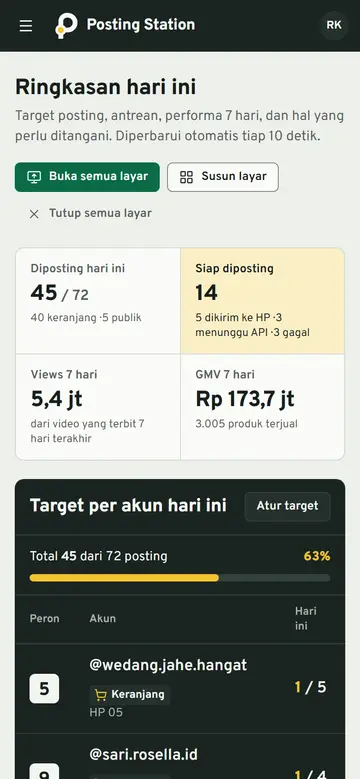 Posting Station
RK
Ringkasan hari ini
Target posting, antrean, performa 7 hari, dan hal yang
perlu ditangani. Diperbarui otomatis tiap 10 detik.
Buka semua layar
Susun layar
Tutup semua layar
Diposting hari ini
45 / 72
40 keranjang ·5 publik
Siap diposting
14
5 dikirim ke HP ·3
menunggu API ·3 gagal
Views 7 hari
5,4 jt
dari video yang terbit 7
hari terakhir
GMV 7 hari
Rp 173,7 jt
3.005 produk terjual
Target per akun hari ini
Atur target
Total 45 dari 72 posting
63%
Peron
Akun
Hari
ini
5
@wedang.jahe.hangat
Keranjang
HP 05
1 / 5
@sari.rosella.id
9
1 / 4